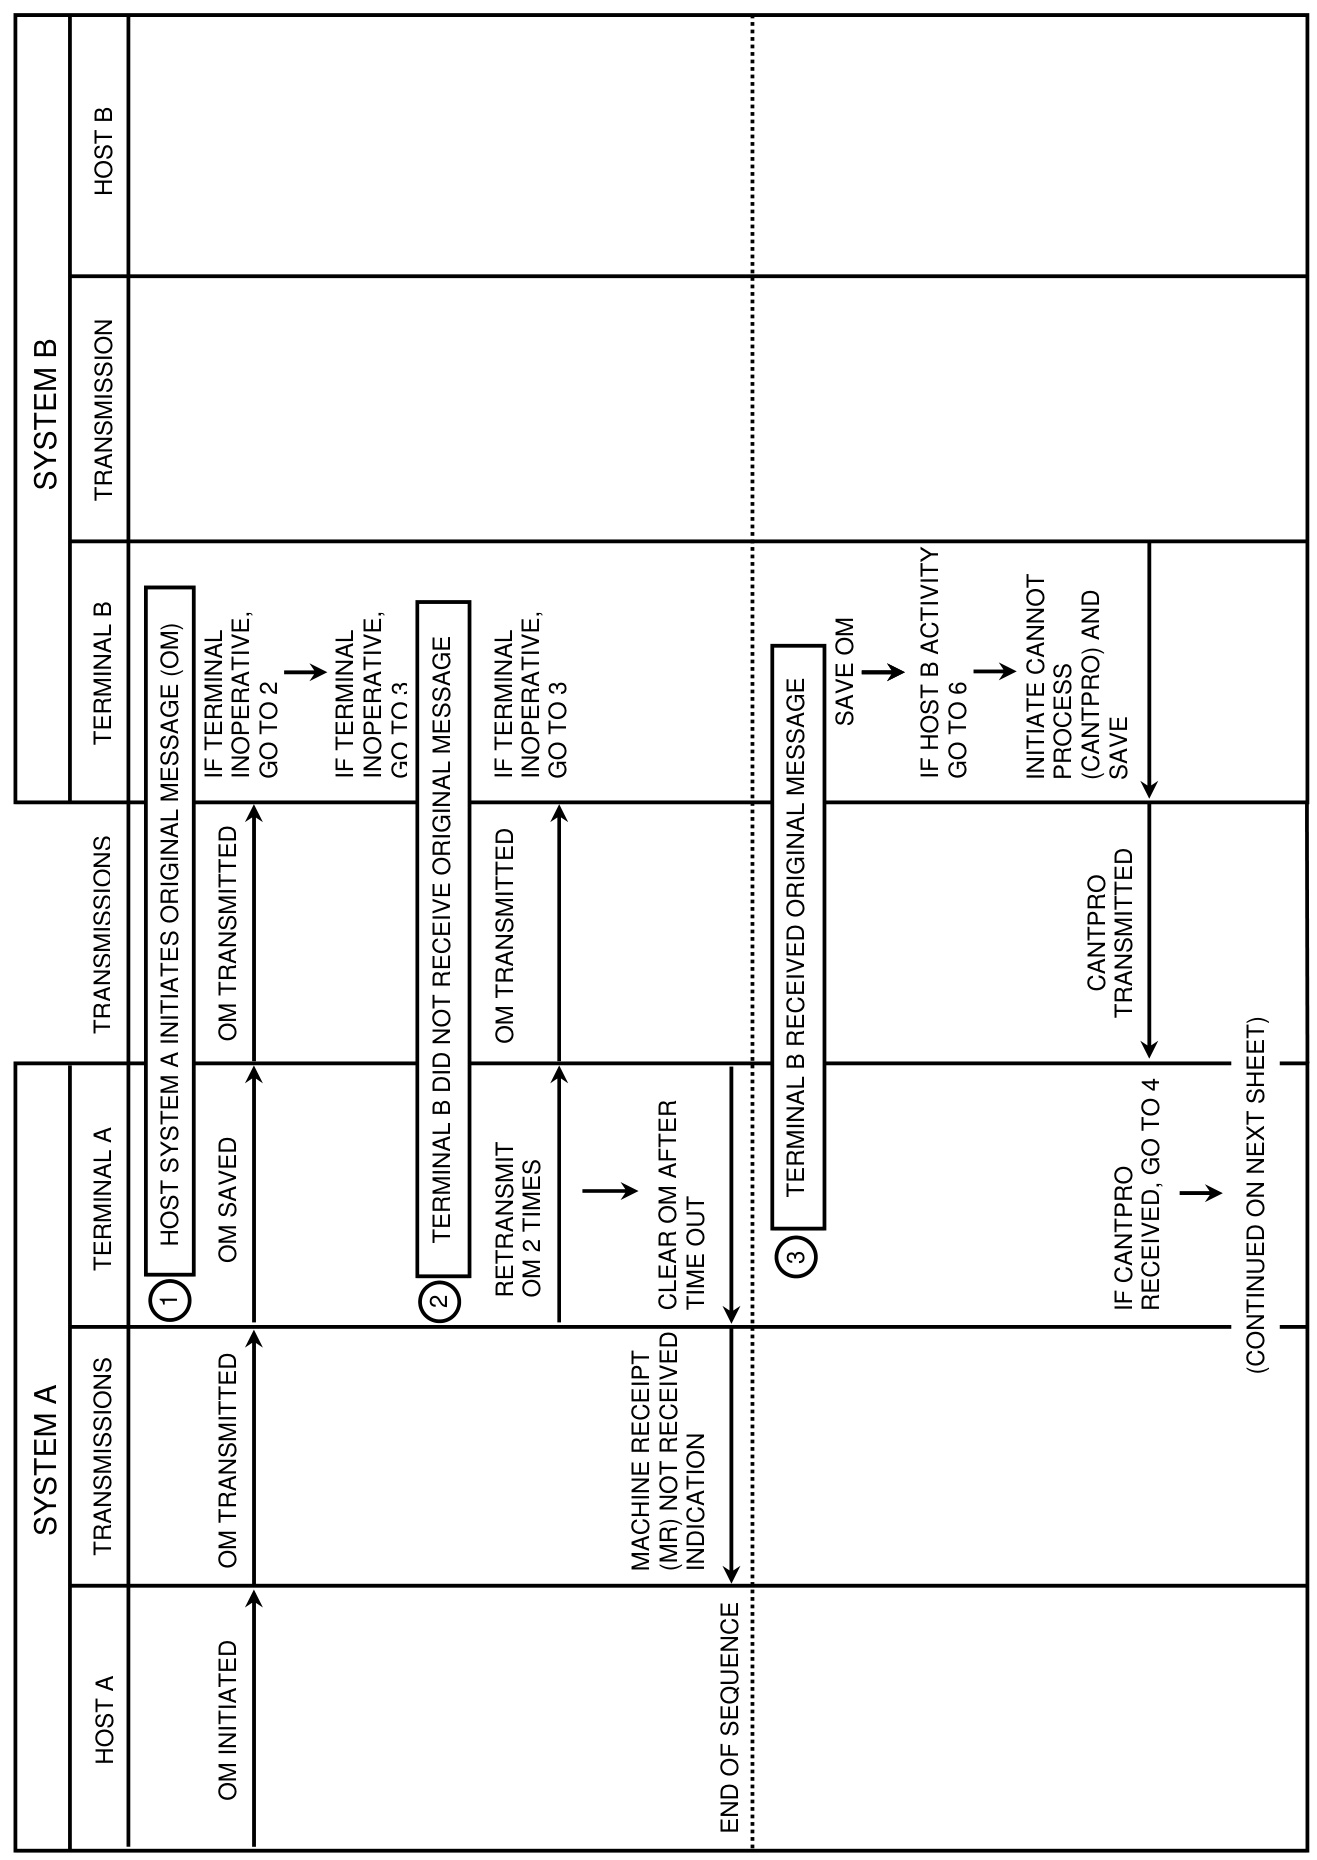 SYSTEM A
SYSTEM B
HOST A
TRANSMISSIONS
TERMINAL A
TRANSMISSIONS
TERMINAL B
TRANSMISSION
HOST B
1
HOST SYSTEM A INITIATES ORIGINAL MESSAGE (OM)
OM INITIATED
OM TRANSMITTED
OM SAVED
OM TRANSMITTED
IF TERMINAL
INOPERATIVE,
GO TO 2
IF TERMINAL
INOPERATIVE,
GO TO 3
2
TERMINAL B DID NOT RECEIVE ORIGINAL MESSAGE
RETRANSMIT
OM 2 TIMES
OM TRANSMITTED
IF TERMINAL
INOPERATIVE,
GO TO 3
MACHINE RECEIPT
(MR) NOT RECEIVED
INDICATION
CLEAR OM AFTER
TIME OUT
END OF SEQUENCE
3
TERMINAL B RECEIVED ORIGINAL MESSAGE
SAVE OM
IF HOST B ACTIVITY
GO TO 6
INITIATE CANNOT
PROCESS
(CANTPRO) AND
SAVE
CANTPRO
TRANSMITTED
IF CANTPRO
RECEIVED, GO TO 4
(CONTINUED ON NEXT SHEET)